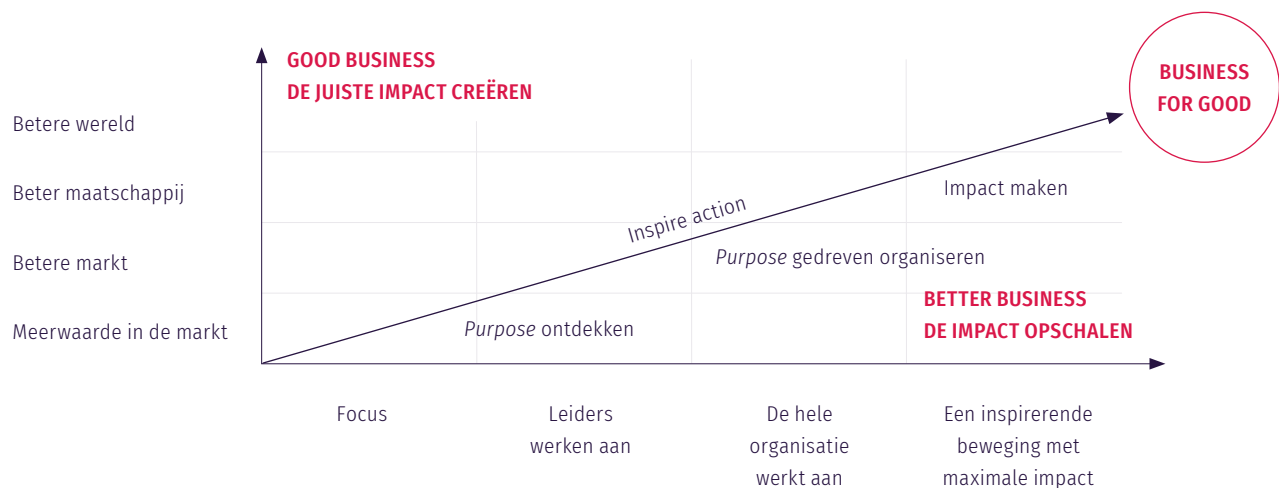 GOOD BUSINESS
DE JUISTE IMPACT CREËREN
BUSINESS
FOR GOOD
Betere wereld
Beter maatschappij
Impact maken
Inspire action
Betere markt
Purpose gedreven organiseren
BETTER BUSINESS
DE IMPACT OPSCHALEN
Meerwaarde in de markt
Purpose ontdekken
Focus
Leiders
werken aan
De hele
organisatie
werkt aan
Een inspirerende
beweging met
maximale impact